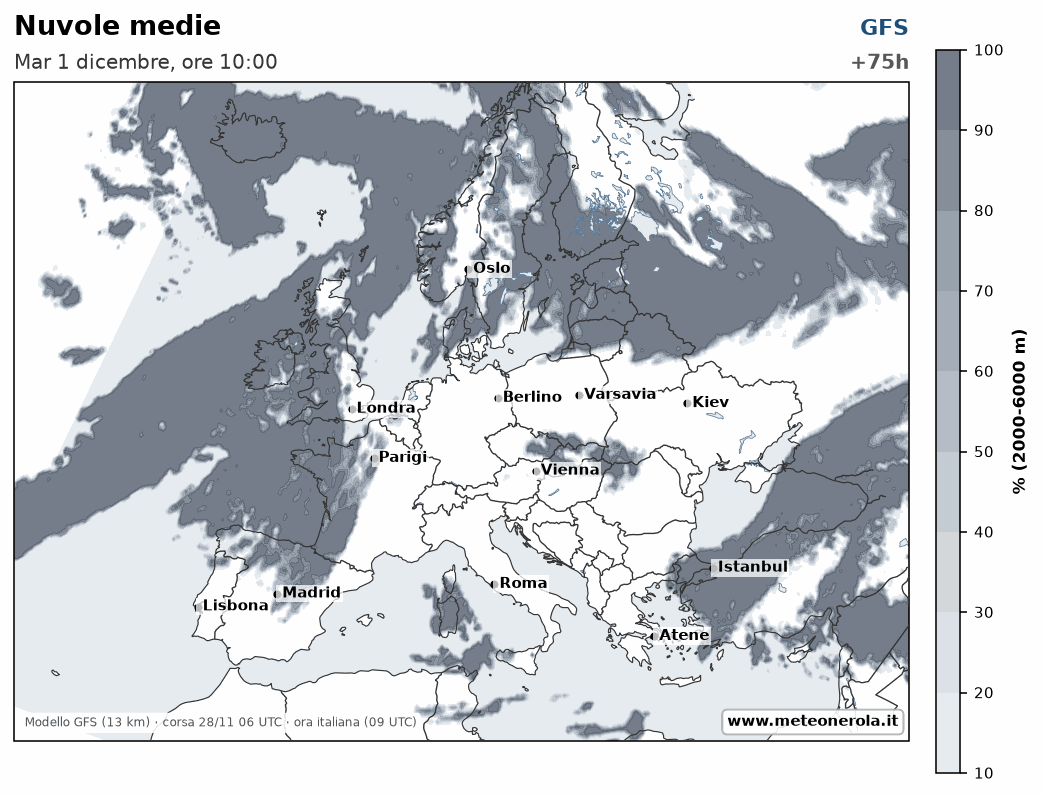 Nuvole medie
GFS
Mar 1 dicembre, ore 10:00
+75h
100
90
80
70
60
50
40
30
20
10
% (2000-6000 m)
Oslo
Londra
Berlino
Varsavia
Kiev
Parigi
Vienna
Istanbul
Roma
Madrid
Lisbona
Atene
Modello GFS (13 km) · corsa 28/11 06 UTC · ora italiana (09 UTC)
www.meteonerola.it